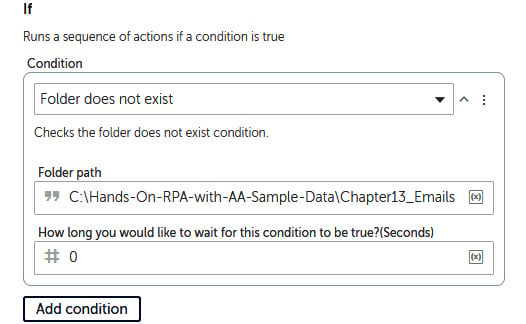 If
Runs a sequence of actions if a condition is true
Condition
Folder does not exist
Checks the folder does not exist condition.
Folder path
C:\Hands-On-RPA-with-AA-Sample-Data\Chapter13_Emails (x)
How long you would like to wait for this condition to be true?(Seconds)
# 0 (x)
Add condition